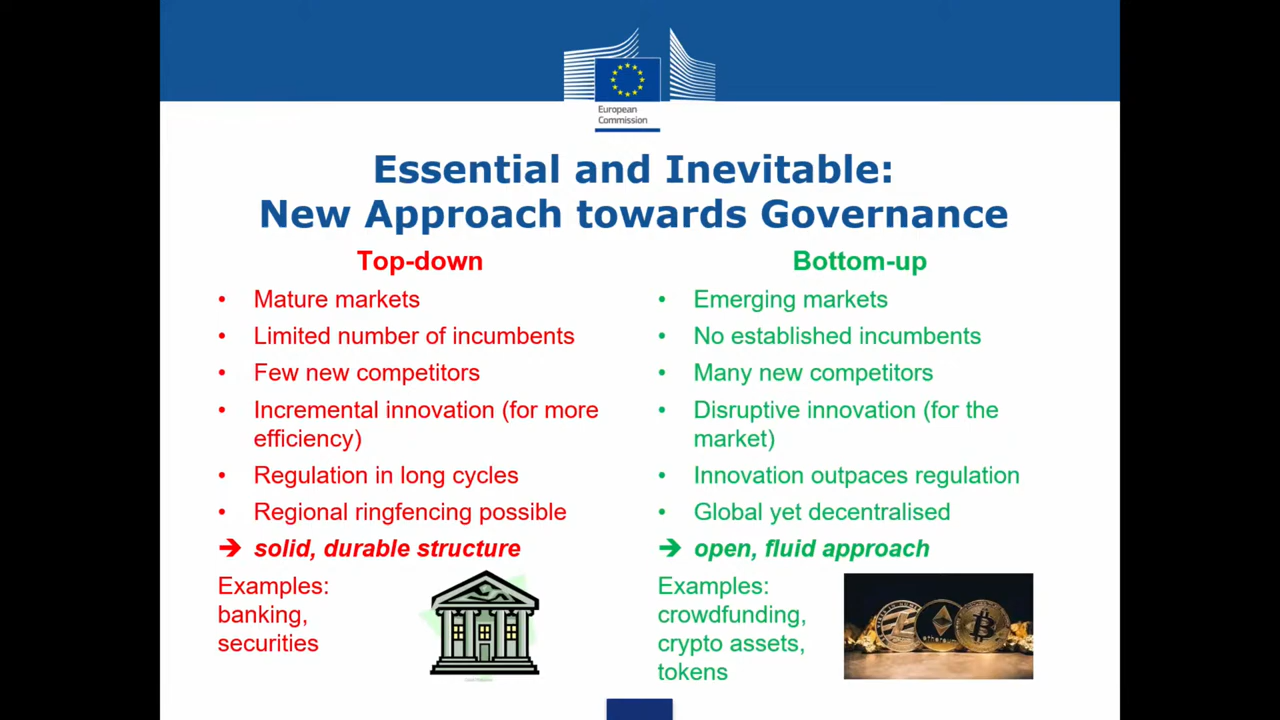 European
Commission
Essential and Inevitable:
New Approach towards Governance
Top-down
• Mature markets
• Limited number of incumbents
• Few new competitors
• Incremental innovation (for more
efficiency)
• Regulation in long cycles
• Regional ringfencing possible
➔ solid, durable structure
Examples:
banking,
securities
Bottom-up
• Emerging markets
• No established incumbents
• Many new competitors
• Disruptive innovation (for the
market)
• Innovation outpaces regulation
• Global yet decentralised
➔ open, fluid approach
Examples:
crowdfunding,
crypto assets,
tokens
ethereum